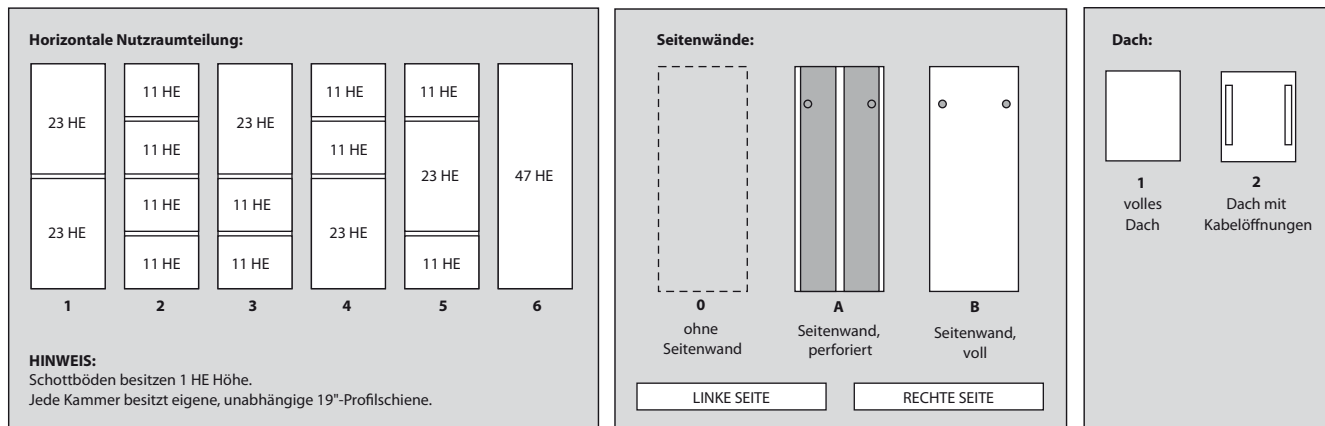 Horizontale Nutzraumteilung:
23 HE
23 HE
1
11 HE
11 HE
11 HE
11 HE
2
23 HE
11 HE
11 HE
3
11 HE
11 HE
23 HE
4
11 HE
23 HE
11 HE
5
47 HE
6
HINWEIS:
Schottböden besitzen 1 HE Höhe.
Jede Kammer besitzt eigene, unabhängige 19"-Profilschiene.
Seitenwände:
0
ohne
Seitenwand
A
Seitenwand,
perforiert
B
Seitenwand,
voll
LINKE SEITE
RECHTE SEITE
Dach:
1
volles
Dach
2
Dach mit
Kabelöffnungen